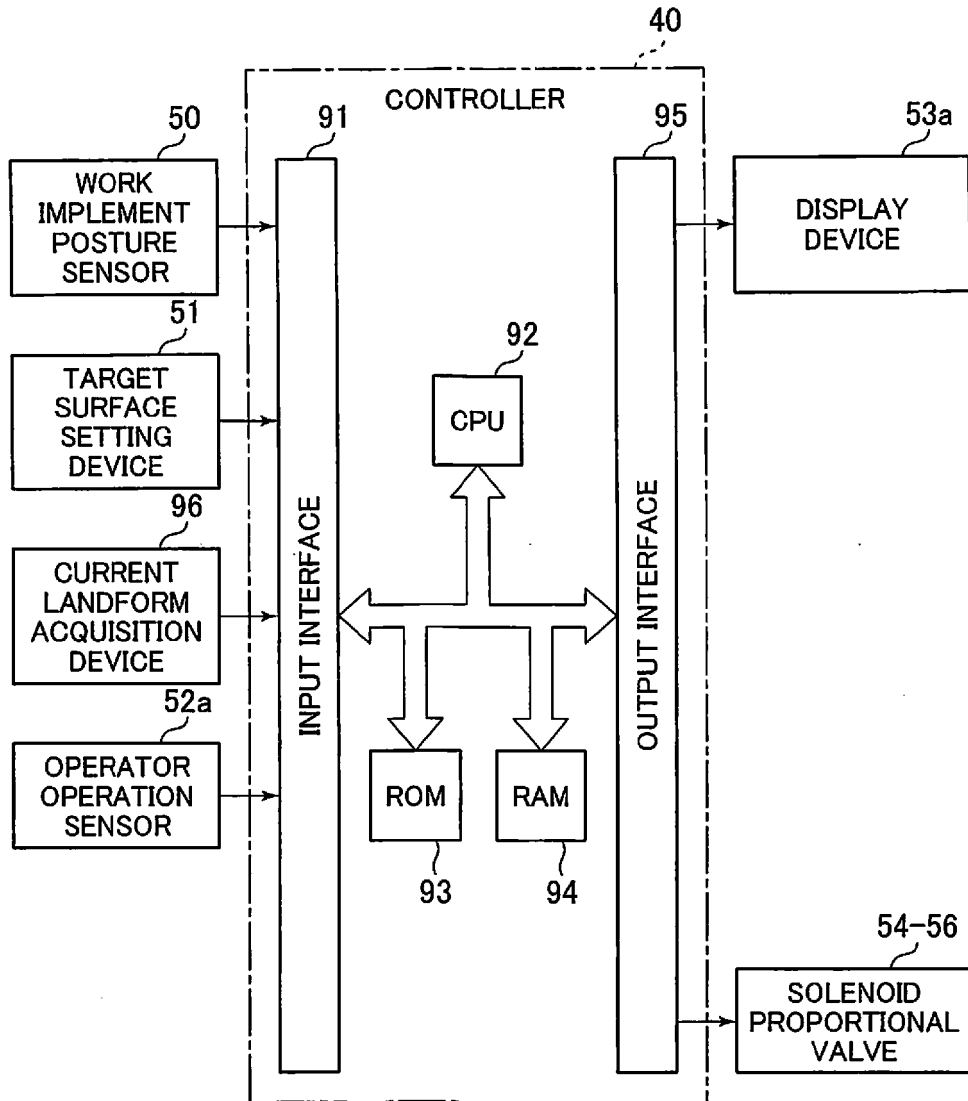 40
CONTROLLER
50
WORK
IMPLEMENT
POSTURE
SENSOR
51
TARGET
SURFACE
SETTING
DEVICE
96
CURRENT
LANDFORM
ACQUISITION
DEVICE
52a
OPERATOR
OPERATION
SENSOR
91
INPUT INTERFACE
92
CPU
ROM
93
RAM
94
95
OUTPUT INTERFACE
53a
DISPLAY
DEVICE
54-56
SOLENOID
PROPORTIONAL
VALVE